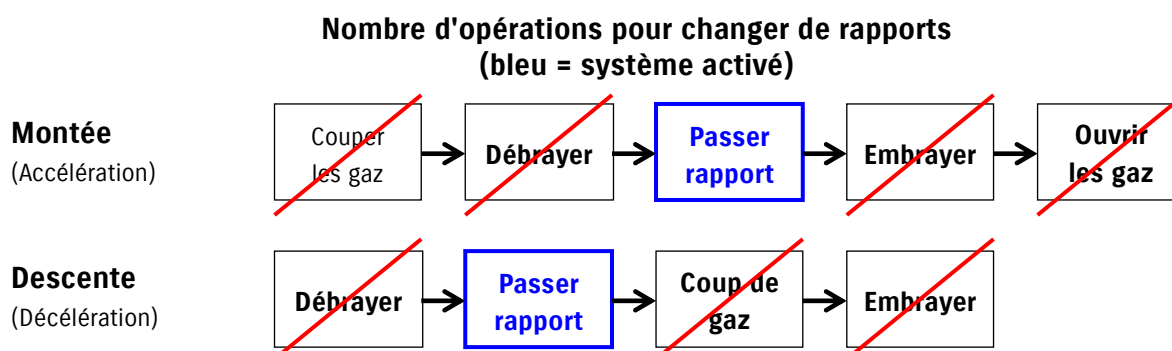 Nombre d'opérations pour changer de rapports
(bleu = système activé)
Montée
(Accélération)
Couper
les gaz
Débrayer
Passer
rapport
Embrayer
Ouvrir
les gaz
Descente
(Décélération)
Débrayer
Passer
rapport
Coup de
gaz
Embrayer